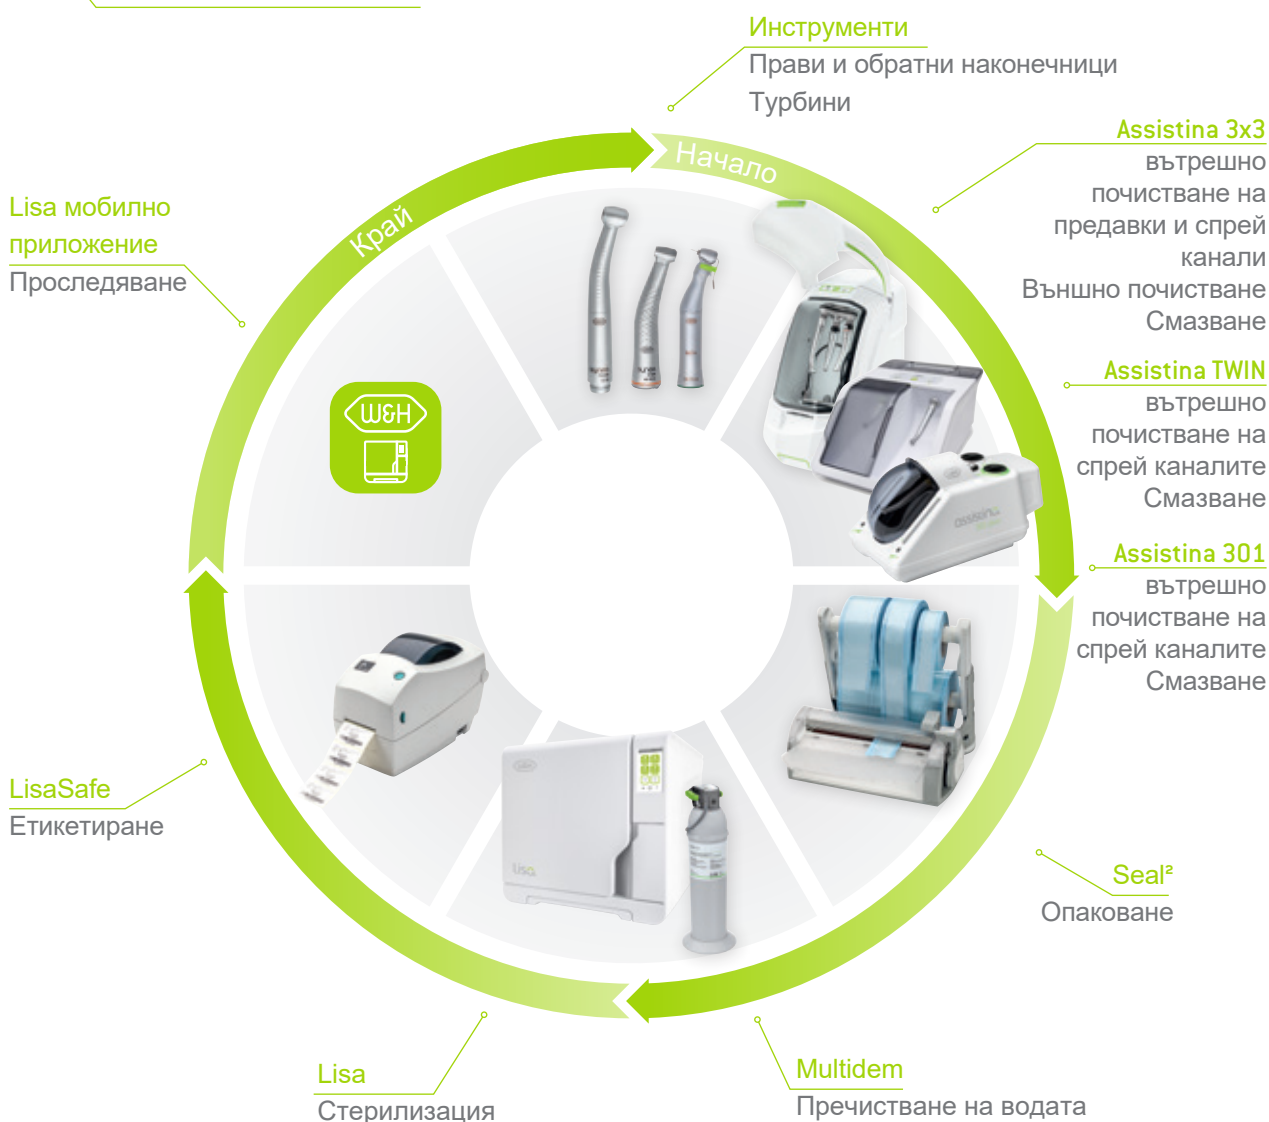 Инструменти
Прави и обратни наконечници
Турбини
Начало
Assistina 3x3
вътрешно
почистване на
предавки и спрей
канали
Външно почистване
Смазване
Assistina TWIN
вътрешно
почистване на
спрей каналите
Смазване
Assistina 301
вътрешно
почистване на
спрей каналите
Смазване
Seal²
Опаковане
Multidem
Пречистване на водата
Lisa
Стерилизация
LisaSafe
Етикетиране
Lisa мобилно
приложение
Проследяване
Край
W&H
assistina
Lisa